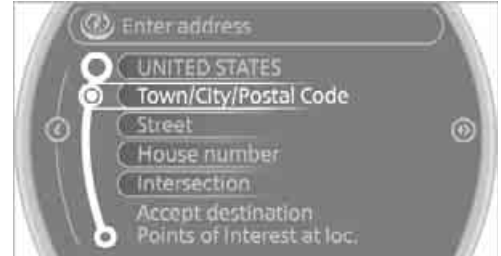 Enter address
UNITED STATES
Town/City/Postal Code
Street
House number
Intersection
Accept destination
Points of Interest at loc.